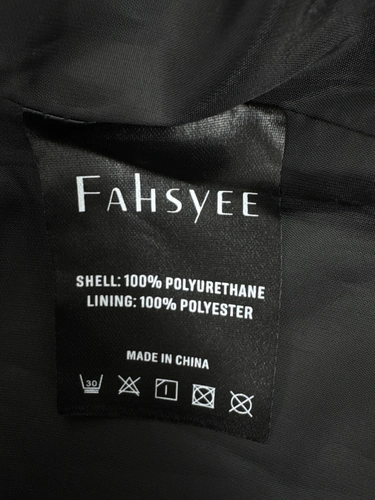 FAHSYEE
SHELL: 100% POLYURETHANE
LINING: 100% POLYESTER
MADE IN CHINA
30